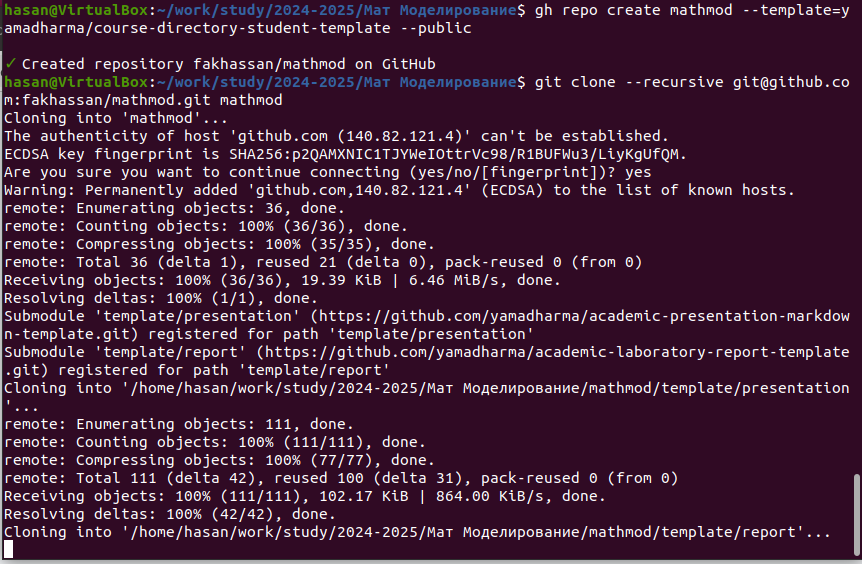 hasan@VirtualBox:~/work/study/2024-2025/Мат Моделирование$ gh repo create mathmod --template=y
amadharma/course-directory-student-template --public
✓ Created repository fakhassan/mathmod on GitHub
hasan@VirtualBox:~/work/study/2024-2025/Мат Моделирование$ git clone --recursive git@github.co
m:fakhassan/mathmod.git mathmod
Cloning into 'mathmod'...
The authenticity of host 'github.com (140.82.121.4)' can't be established.
ECDSA key fingerprint is SHA256:p2QAMXNIC1TJYWeIOttrVc98/R1BUFWu3/LiyKgUfQM.
Are you sure you want to continue connecting (yes/no/[fingerprint])? yes
Warning: Permanently added 'github.com,140.82.121.4' (ECDSA) to the list of known hosts.
remote: Enumerating objects: 36, done.
remote: Counting objects: 100% (36/36), done.
remote: Compressing objects: 100% (35/35), done.
remote: Total 36 (delta 1), reused 21 (delta 0), pack-reused 0 (from 0)
Receiving objects: 100% (36/36), 19.39 KiB | 6.46 MiB/s, done.
Resolving deltas: 100% (1/1), done.
Submodule 'template/presentation' (https://github.com/yamadharma/academic-presentation-markdow
n-template.git) registered for path 'template/presentation'
Submodule 'template/report' (https://github.com/yamadharma/academic-laboratory-report-template
.git) registered for path 'template/report'
Cloning into '/home/hasan/work/study/2024-2025/Мат Моделирование/mathmod/template/presentation
'...
remote: Enumerating objects: 111, done.
remote: Counting objects: 100% (111/111), done.
remote: Compressing objects: 100% (77/77), done.
remote: Total 111 (delta 42), reused 100 (delta 31), pack-reused 0 (from 0)
Receiving objects: 100% (111/111), 102.17 KiB | 864.00 KiB/s, done.
Resolving deltas: 100% (42/42), done.
Cloning into '/home/hasan/work/study/2024-2025/Мат Моделирование/mathmod/template/report'...